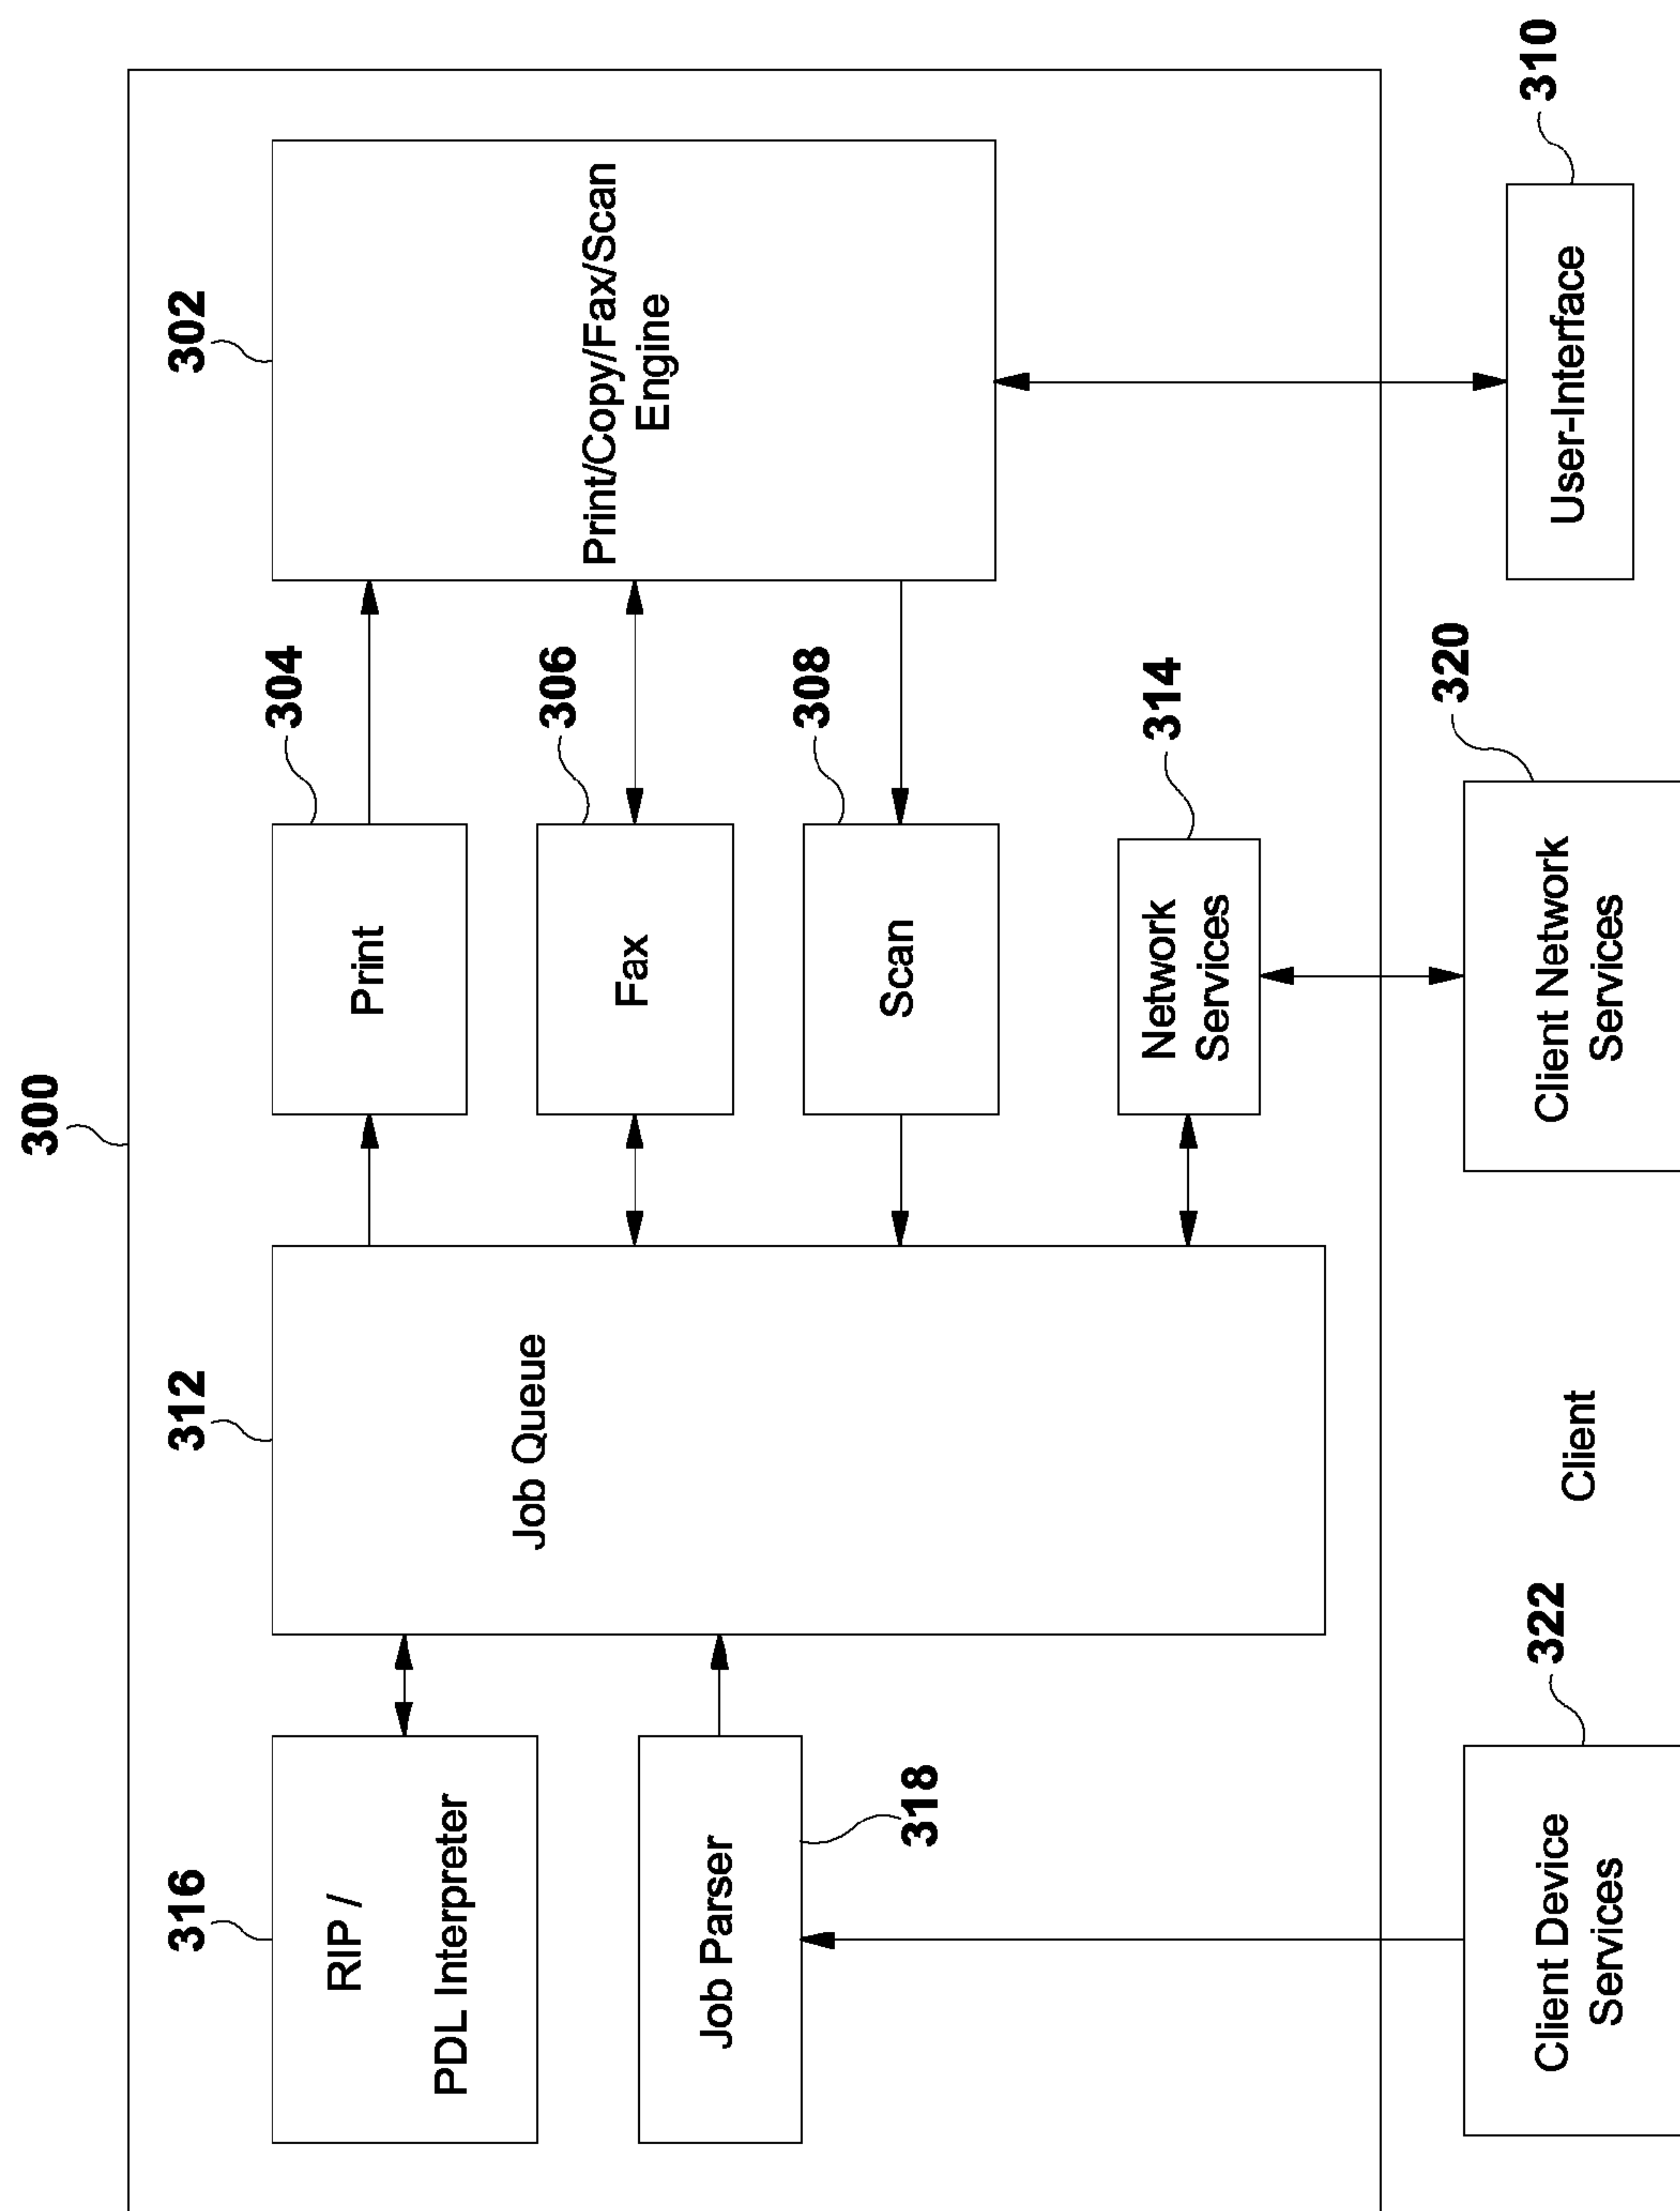 300
316
312
302
RIP /
PDL Interpreter
Job Queue
304
Print
Print/Copy/Fax/Scan
Engine
306
Fax
Job Parser
318
308
Scan
314
Network
Services
322
Client Device
Services
Client
320
Client Network
Services
310
User-Interface